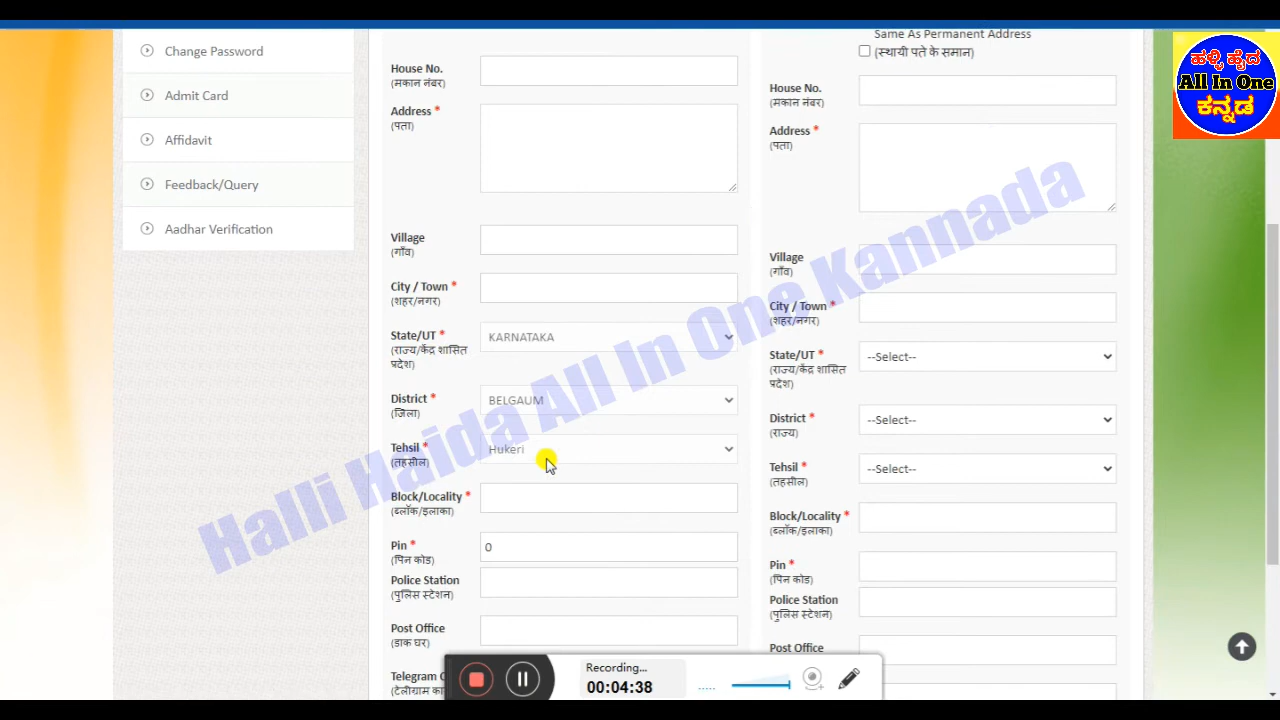 Change Password
Admit Card
Affidavit
Feedback/Query
Aadhar Verification
House No.
(मकान नंबर)
Address *
(पता)
Village
(गाँव)
City / Town *
(शहर/नगर)
State/UT *
(राज्य/केंद्र शासित
प्रदेश)
KARNATAKA
District *
(जिला)
BELGAUM
Tehsil *
(तहसील)
Hukeri
Block/Locality *
(ब्लॉक/इलाका)
Pin *
(पिन कोड)
0
Police Station
(पुलिस स्टेशन)
Post Office
(डाक घर)
Same As Permanent Address
(स्थायी पते के समान)
House No.
(मकान नंबर)
Address *
(पता)
Village
(गाँव)
City / Town *
(शहर/नगर)
State/UT *
(राज्य/केंद्र शासित
प्रदेश)
--Select--
District *
(राज्य)
--Select--
Tehsil *
(तहसील)
--Select--
Block/Locality *
(ब्लॉक/इलाका)
Pin *
(पिन कोड)
Police Station
(पुलिस स्टेशन)
Post Office
Recording...
00:04:38
Halli Haida All In One Kannada
ಹಳ್ಳಿ ಹೈದ
All In One
ಕನ್ನಡ